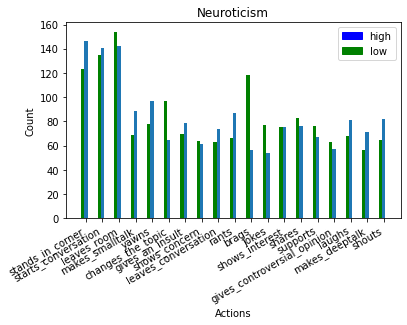 Neuroticism
160
140
120
100
80
60
40
20
0
Count
high
low
stands_in_corner
starts_conversation
leaves_room
makes_smalltalk
yawns
changes_the_topic
gives_an_insult
shows_concern
leaves_conversation
rants
brags
jokes
shows_interest
shares
supports
gives_controversial_opinion
laughs
makes_deeptalk
shouts
Actions